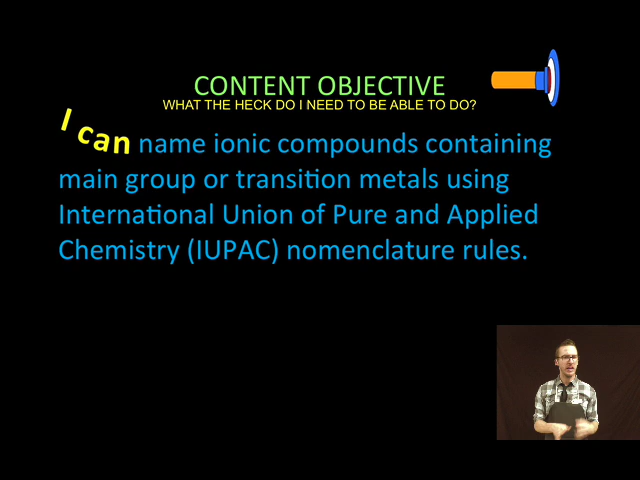 CONTENT OBJECTIVE
WHAT THE HECK DO I NEED TO BE ABLE TO DO?
I can name ionic compounds containing
main group or transition metals using
International Union of Pure and Applied
Chemistry (IUPAC) nomenclature rules.